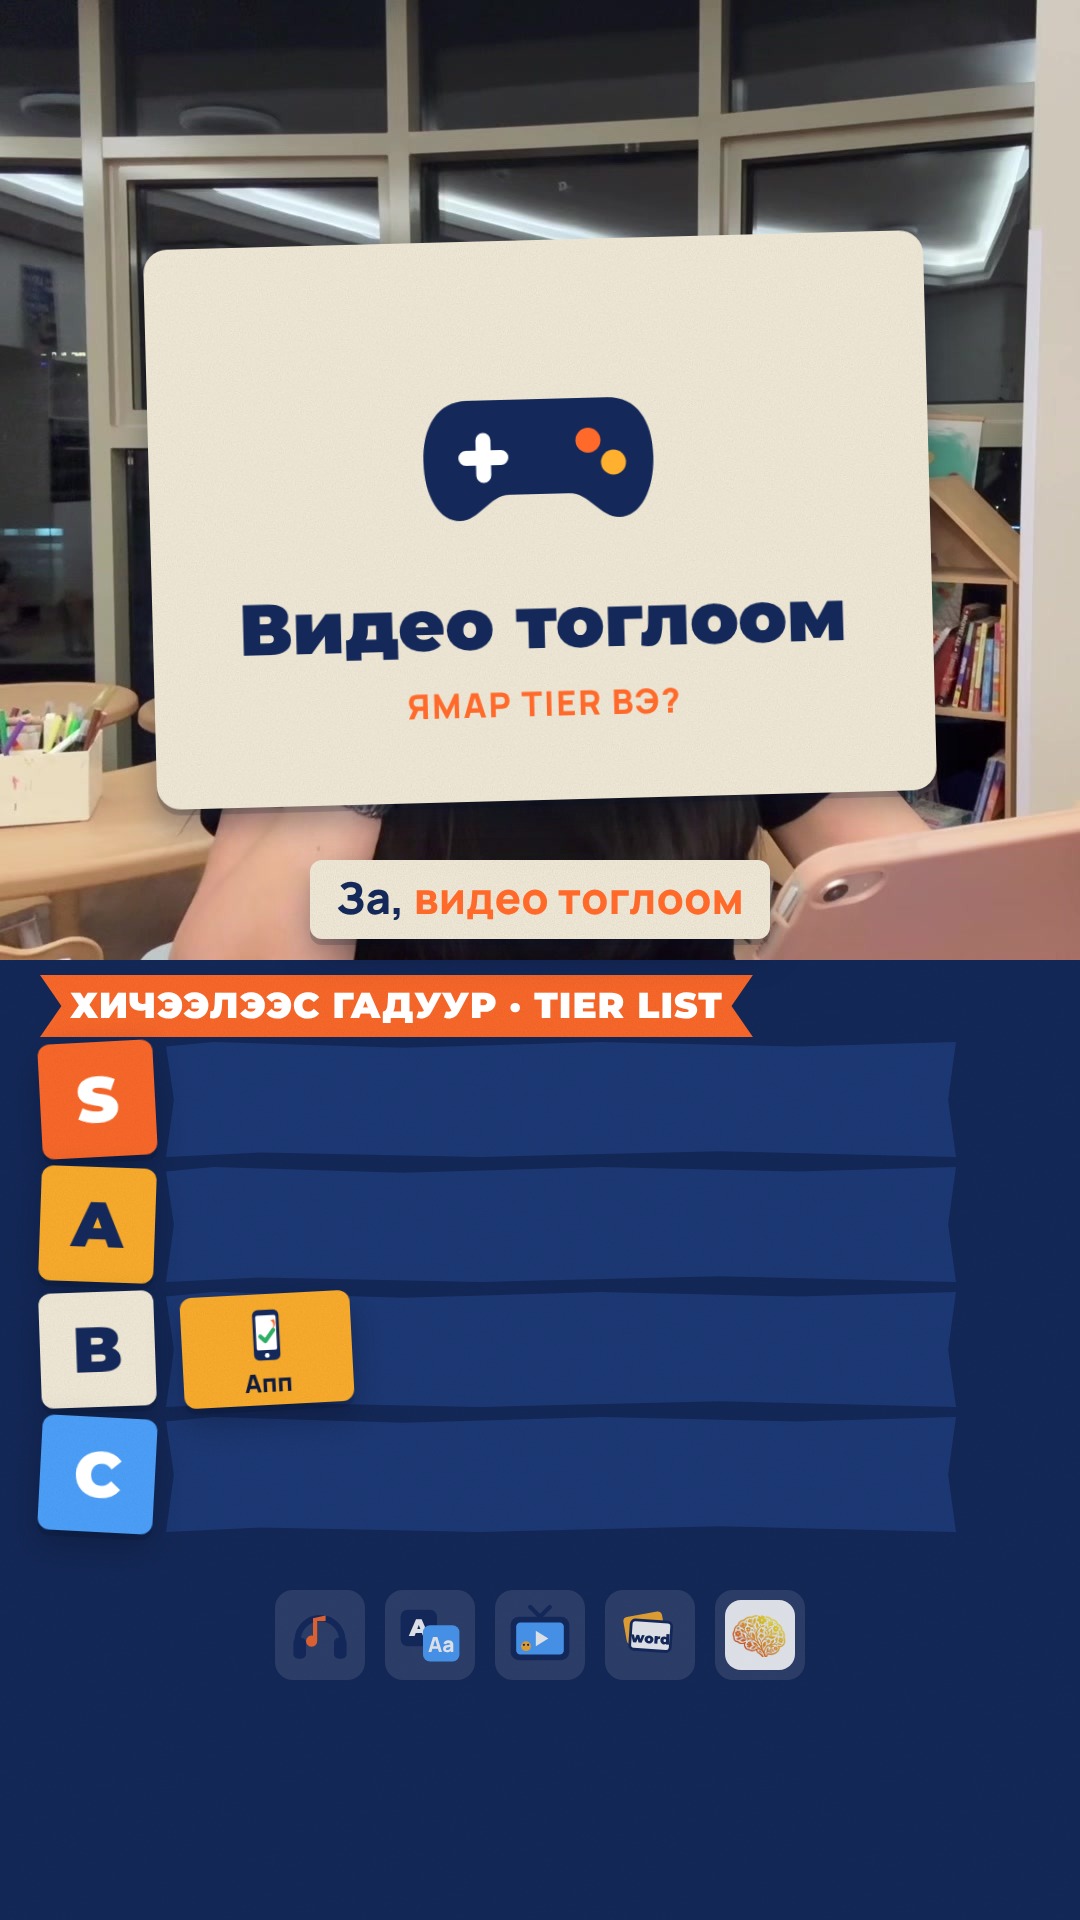 Видео тоглоом
ЯМАР TIER ВЭ?
За, видео тоглоом
ХИЧЭЭЛЭЭС ГАДУУР • TIER LIST
S
A
B
Апп
C
A
Aa
word